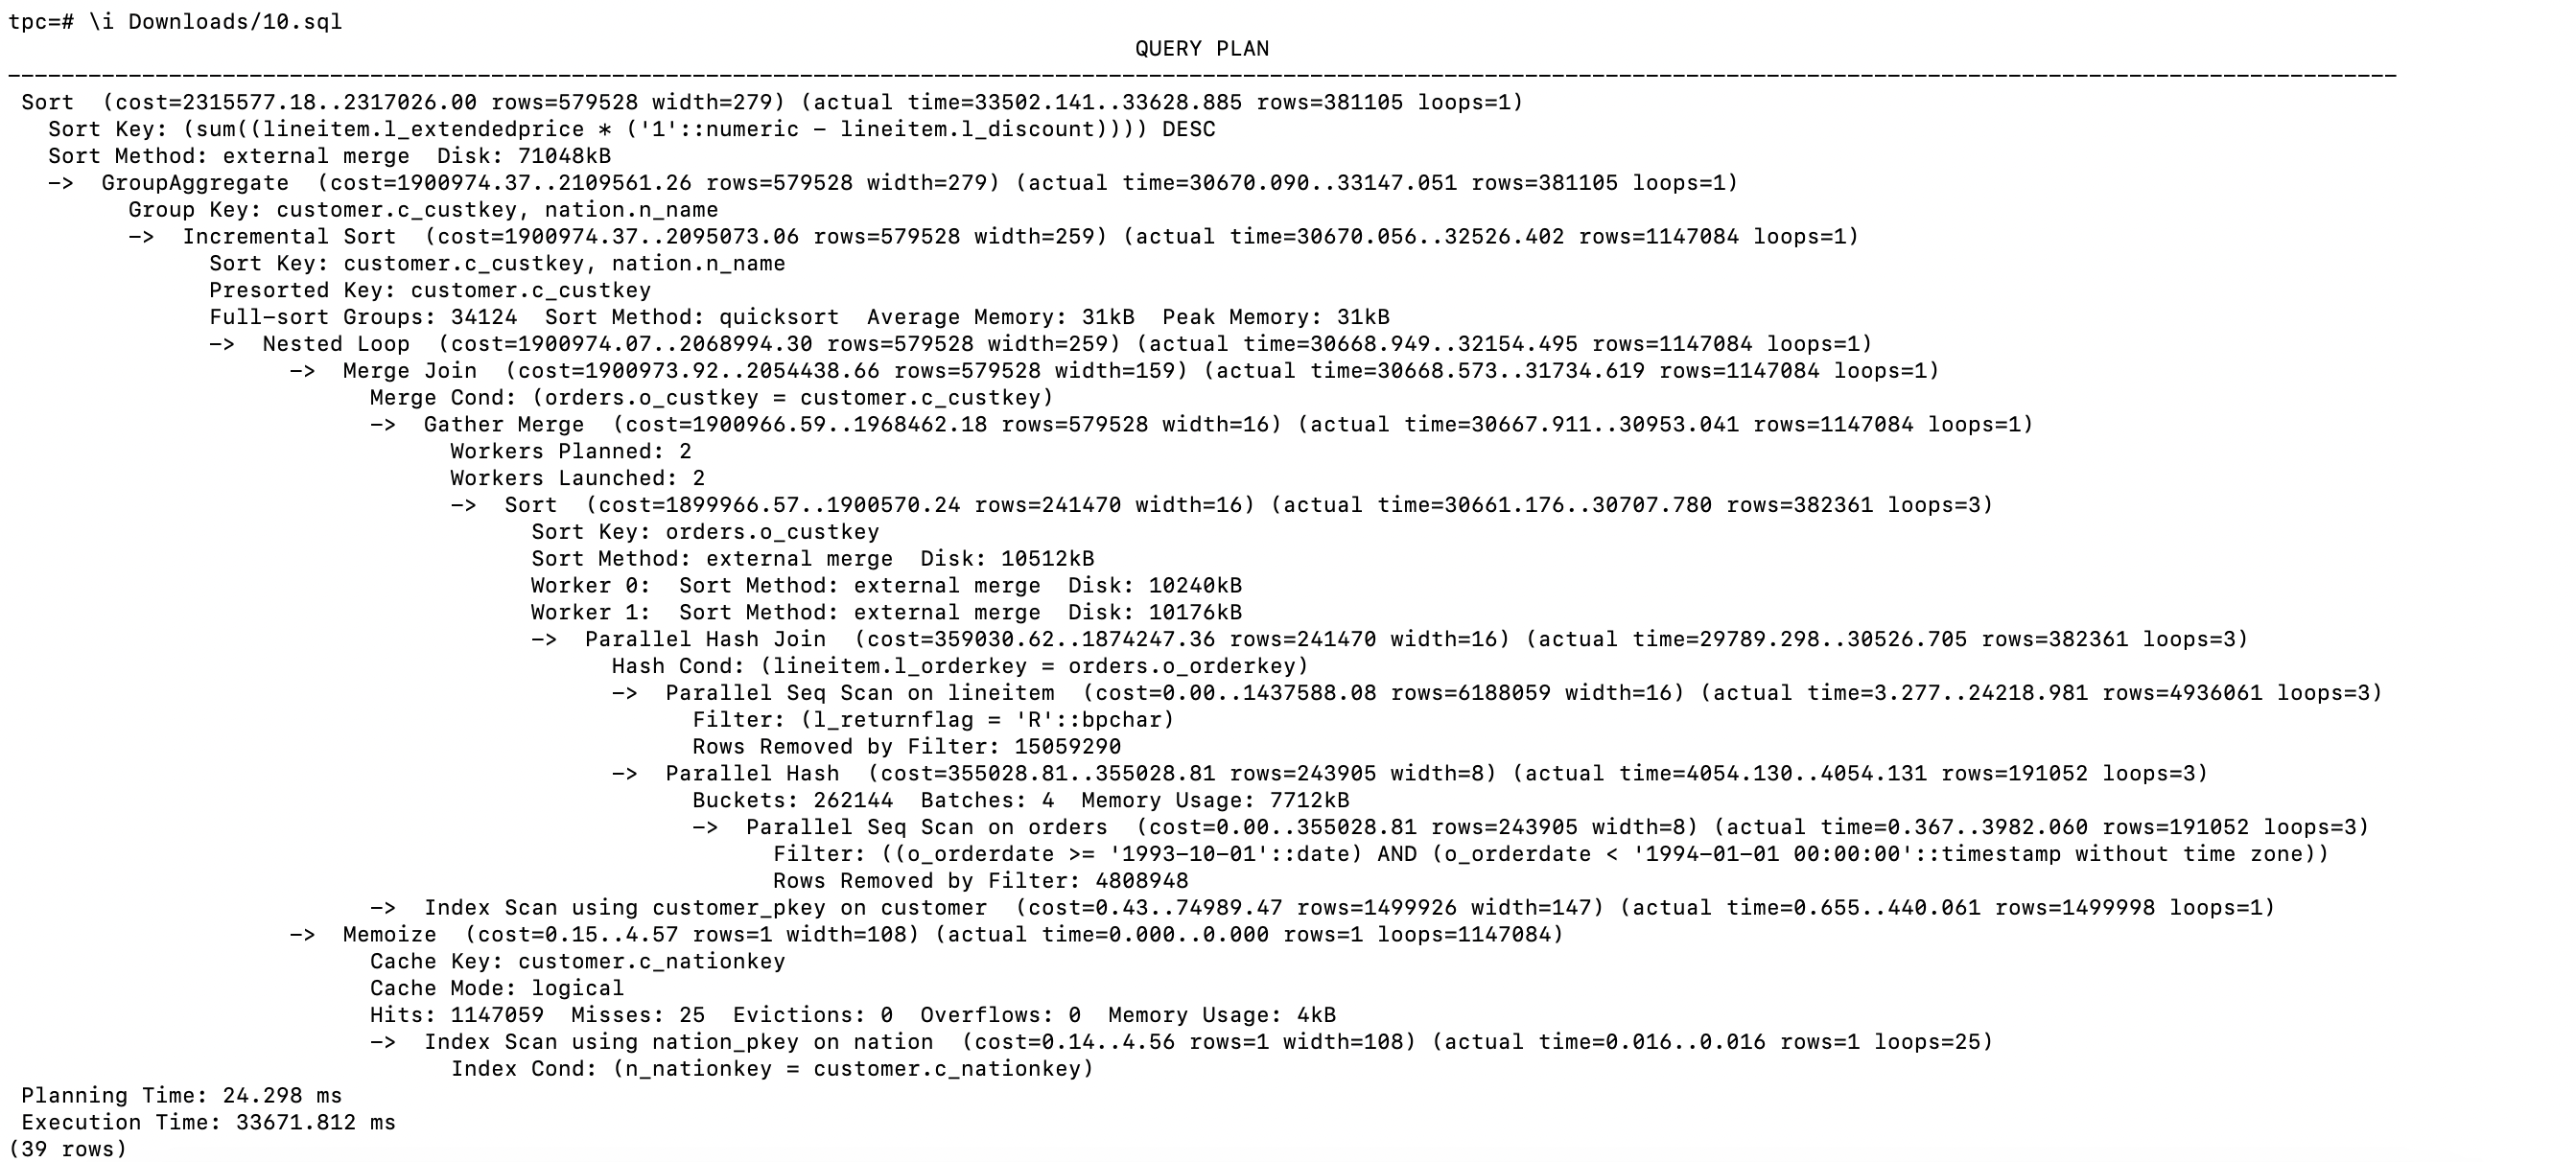 tpc=# \i Downloads/10.sql
QUERY PLAN
------------------------------------------------------------------------------------------------------------------------------------------------------------------------------------
Sort  (cost=2315577.18..2317026.00 rows=579528 width=279) (actual time=33502.141..33628.885 rows=381105 loops=1)
Sort Key: (sum((lineitem.l_extendedprice * ('1'::numeric - lineitem.l_discount)))) DESC
Sort Method: external merge  Disk: 71048kB
->  GroupAggregate  (cost=1900974.37..2109561.26 rows=579528 width=279) (actual time=30670.090..33147.051 rows=381105 loops=1)
Group Key: customer.c_custkey, nation.n_name
->  Incremental Sort  (cost=1900974.37..2095073.06 rows=579528 width=259) (actual time=30670.056..32526.402 rows=1147084 loops=1)
Sort Key: customer.c_custkey, nation.n_name
Presorted Key: customer.c_custkey
Full-sort Groups: 34124  Sort Method: quicksort  Average Memory: 31kB  Peak Memory: 31kB
->  Nested Loop  (cost=1900974.07..2068994.30 rows=579528 width=259) (actual time=30668.949..32154.495 rows=1147084 loops=1)
->  Merge Join  (cost=1900973.92..2054438.66 rows=579528 width=159) (actual time=30668.573..31734.619 rows=1147084 loops=1)
Merge Cond: (orders.o_custkey = customer.c_custkey)
->  Gather Merge  (cost=1900966.59..1968462.18 rows=579528 width=16) (actual time=30667.911..30953.041 rows=1147084 loops=1)
Workers Planned: 2
Workers Launched: 2
->  Sort  (cost=1899966.57..1900570.24 rows=241470 width=16) (actual time=30661.176..30707.780 rows=382361 loops=3)
Sort Key: orders.o_custkey
Sort Method: external merge  Disk: 10512kB
Worker 0:  Sort Method: external merge  Disk: 10240kB
Worker 1:  Sort Method: external merge  Disk: 10176kB
->  Parallel Hash Join  (cost=359030.62..1874247.36 rows=241470 width=16) (actual time=29789.298..30526.705 rows=382361 loops=3)
Hash Cond: (lineitem.l_orderkey = orders.o_orderkey)
->  Parallel Seq Scan on lineitem  (cost=0.00..1437588.08 rows=6188059 width=16) (actual time=3.277..24218.981 rows=4936061 loops=3)
Filter: (l_returnflag = 'R'::bpchar)
Rows Removed by Filter: 15059290
->  Parallel Hash  (cost=355028.81..355028.81 rows=243905 width=8) (actual time=4054.130..4054.131 rows=191052 loops=3)
Buckets: 262144  Batches: 4  Memory Usage: 7712kB
->  Parallel Seq Scan on orders  (cost=0.00..355028.81 rows=243905 width=8) (actual time=0.367..3982.060 rows=191052 loops=3)
Filter: ((o_orderdate >= '1993-10-01'::date) AND (o_orderdate < '1994-01-01 00:00:00'::timestamp without time zone))
Rows Removed by Filter: 4808948
->  Index Scan using customer_pkey on customer  (cost=0.43..74989.47 rows=1499926 width=147) (actual time=0.655..440.061 rows=1499998 loops=1)
->  Memoize  (cost=0.15..4.57 rows=1 width=108) (actual time=0.000..0.000 rows=1 loops=1147084)
Cache Key: customer.c_nationkey
Cache Mode: logical
Hits: 1147059  Misses: 25  Evictions: 0  Overflows: 0  Memory Usage: 4kB
->  Index Scan using nation_pkey on nation  (cost=0.14..4.56 rows=1 width=108) (actual time=0.016..0.016 rows=1 loops=25)
Index Cond: (n_nationkey = customer.c_nationkey)
Planning Time: 24.298 ms
Execution Time: 33671.812 ms
(39 rows)